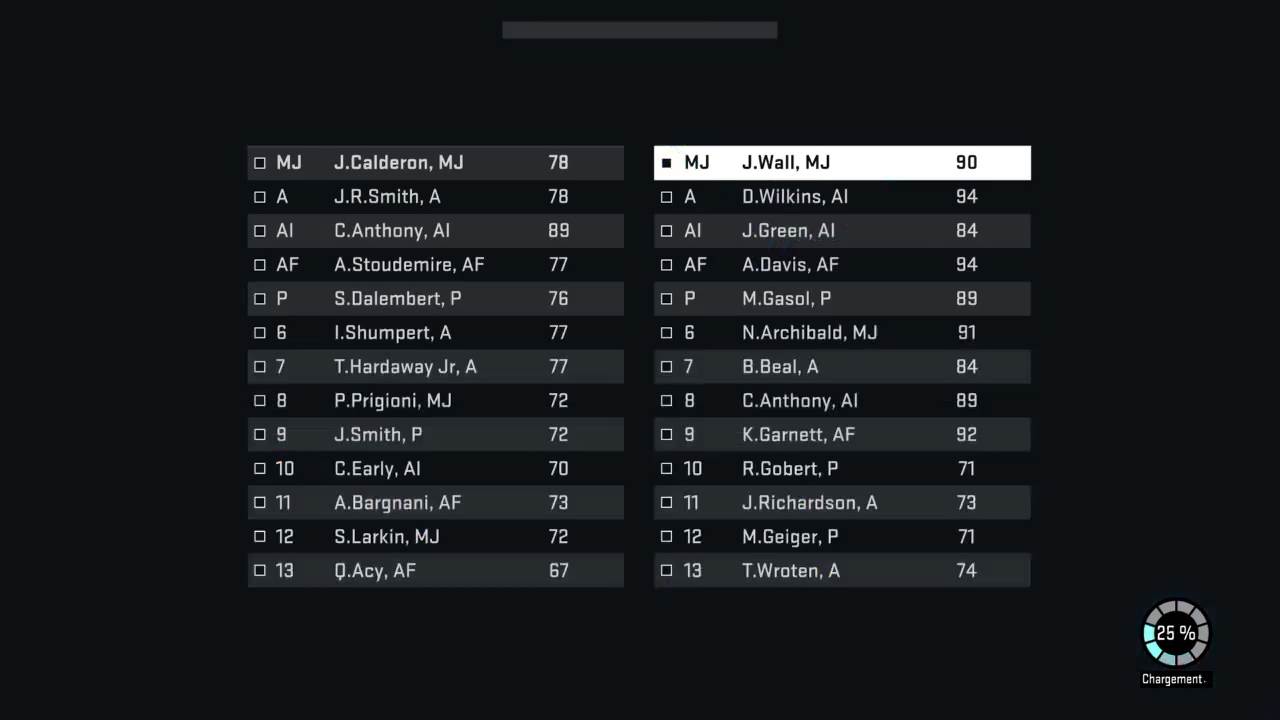 MJ J.Calderon, MJ 78
A J.R.Smith, A 78
AI C.Anthony, AI 89
AF A.Stoudemire, AF 77
P S.Dalembert, P 76
6 I.Shumpert, A 77
7 T.Hardaway Jr, A 77
8 P.Prigioni, MJ 72
9 J.Smith, P 72
10 C.Early, AI 70
11 A.Bargnani, AF 73
12 S.Larkin, MJ 72
13 Q.Acy, AF 67
MJ J.Wall, MJ 90
A D.Wilkins, AI 94
AI J.Green, AI 84
AF A.Davis, AF 94
P M.Gasol, P 89
6 N.Archibald, MJ 91
7 B.Beal, A 84
8 C.Anthony, AI 89
9 K.Garnett, AF 92
10 R.Gobert, P 71
11 J.Richardson, A 73
12 M.Geiger, P 71
13 T.Wroten, A 74
25 %
Chargement.